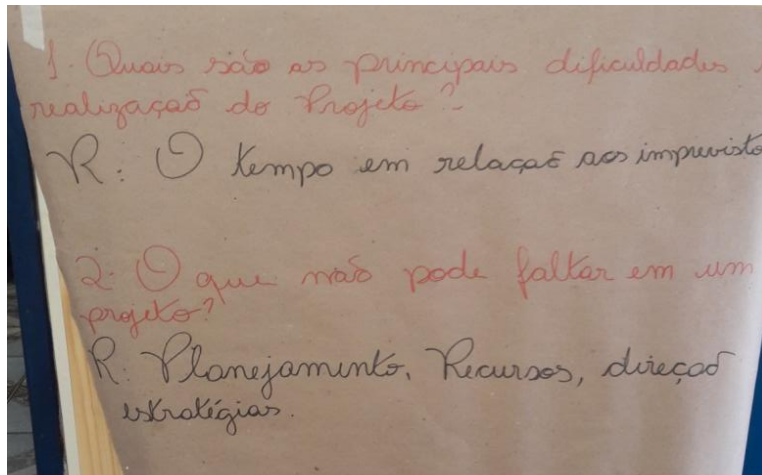 1. Quais são as principais dificuldades
realização do Projeto?
R: O tempo em relação aos imprevisto
2. O que não pode faltar em um
projeto?
R: Planejamento, Recursos, direção
estratégias.